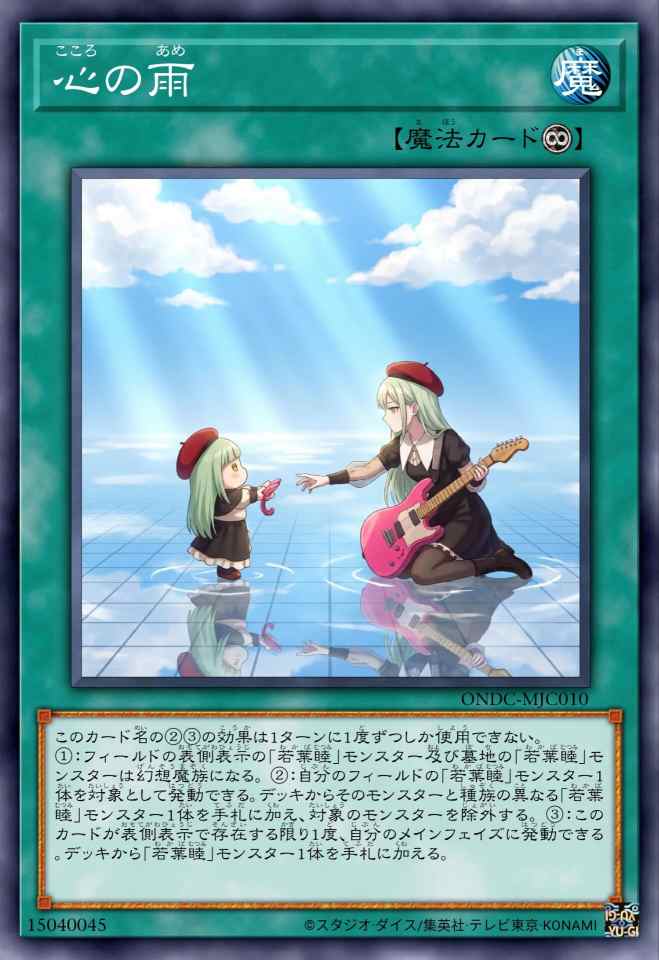 こころ あめ
心の雨
ま
魔
ま ほう
【魔法カード】
ONDC-MJC010
このカード名の②③の効果は1ターンに1度ずつしか使用できない。
①:フィールドの表側表示の「若葉睦」モンスター及び墓地の「若葉睦」モ
ンスターは幻想魔族になる。②:自分のフィールドの「若葉睦」モンスター1
体を対象として発動できる。デッキからそのモンスターと種族の異なる「若葉
睦」モンスター1体を手札に加え、対象のモンスターを除外する。③:この
カードが表側表示で存在する限り1度、自分のメインフェイズに発動できる
。デッキから「若葉睦」モンスター1体を手札に加える。
15040045
©スタジオ・ダイス/集英社・テレビ東京・KONAMI
YU-GI